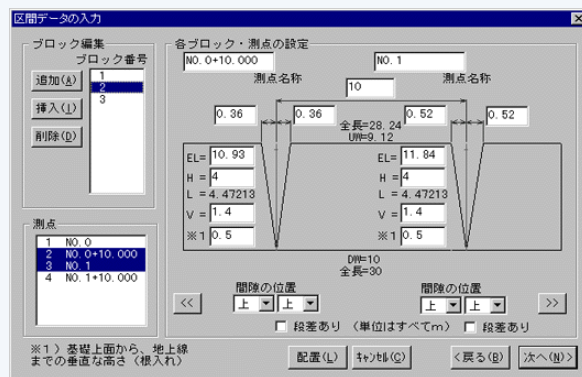 区間データの入力
ブロック編集
ブロック番号
追加(A)
挿入(I)
削除(D)
1
2
3
測点
1 NO. 0
2 NO. 0+10.000
3 NO. 1
4 NO. 1+10.000
※1）基礎上面から、地上線
までの垂直な高さ（根入れ）
各ブロック・測点の設定
NO. 0+10.000
NO. 1
測点名称
測点名称
10
0.36
0.36
0.52
0.52
全長=28.24
UW=9.12
EL= 10.93
H = 4
L = 4.47213
V = 1.4
※1 0.5
EL= 11.84
H = 4
L = 4.47213
V = 1.4
※1 0.5
DW=10
全長=30
間隙の位置
間隙の位置
<<
上
上
上
上
>>
段差あり
（単位はすべてm）
段差あり
配置(L)
ｷｬﾝｾﾙ(C)
<戻る(B)
次へ(N)>